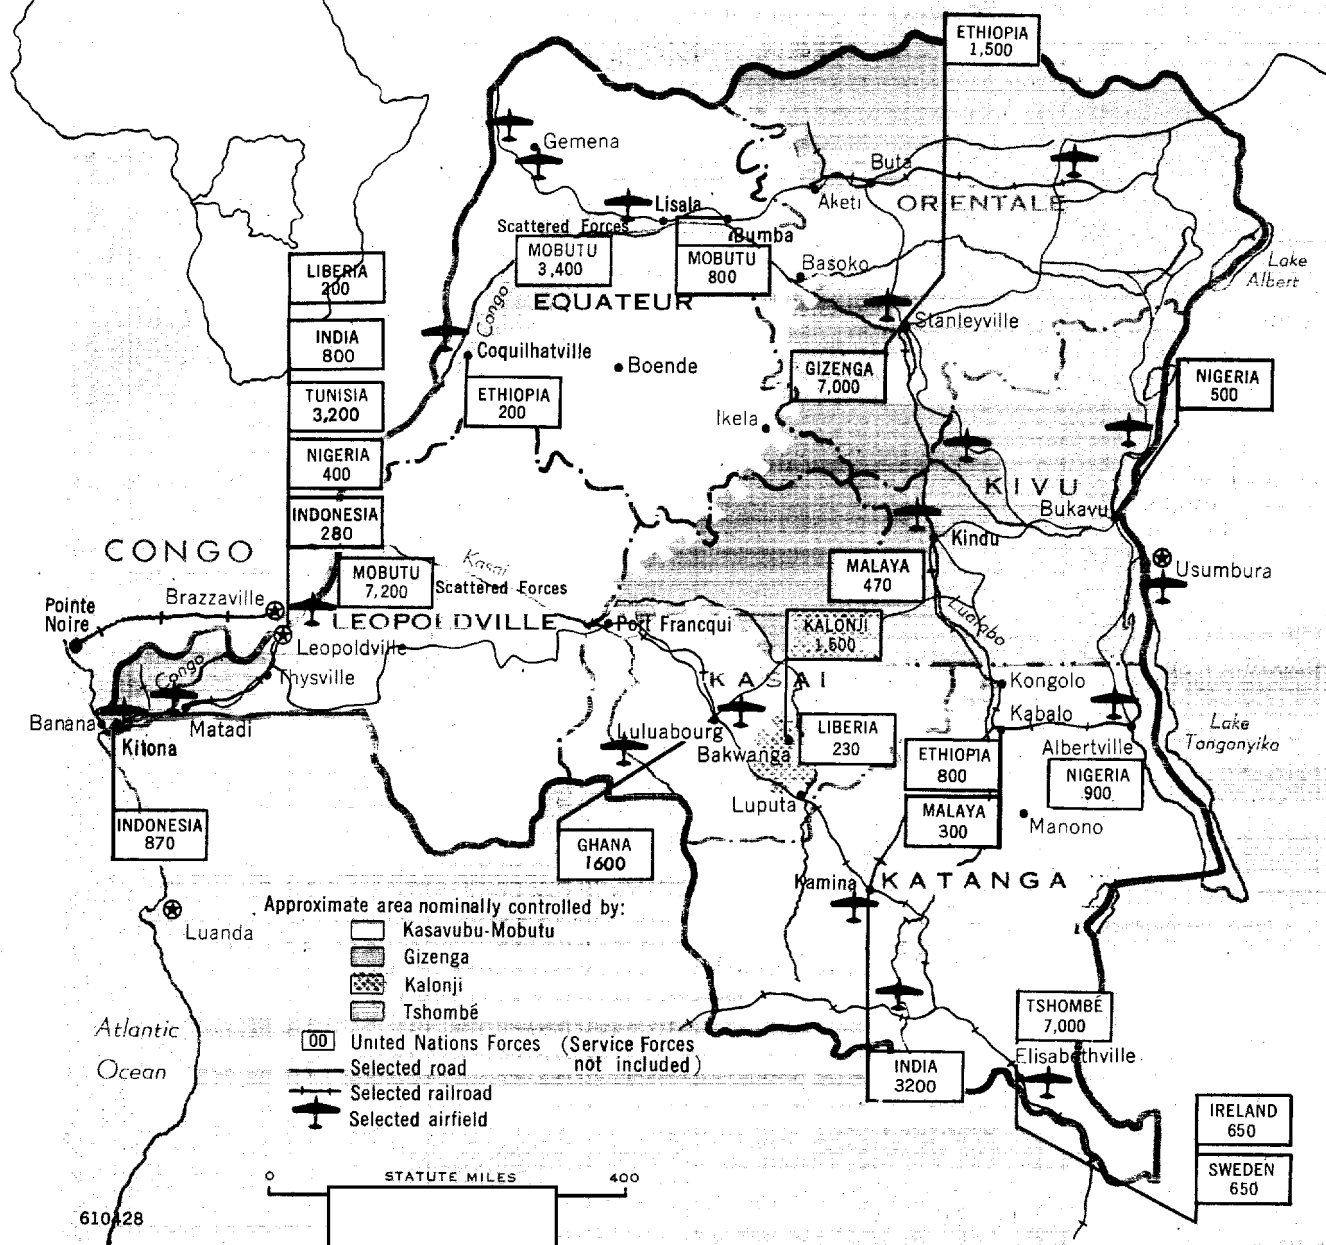 ETHIOPIA
1,500
Gemena
Buta
Aketi
ORIENTALE
Lisala
Scattered Forces
Bumba
MOBUTU
3,400
MOBUTU
800
Basoko
Lake
Albert
LIBERIA
200
EQUATEUR
Congo
Stanleyville
INDIA
800
Coquilhatville
Boende
GIZENGA
7,000
NIGERIA
500
TUNISIA
3,200
ETHIOPIA
200
Ikela
NIGERIA
400
KIVU
Bukavu
INDONESIA
280
CONGO
Kindu
Kasai
MOBUTU
7,200
Scattered Forces
MALAYA
470
Usumbura
Brazzaville
Pointe
Noire
LEOPOLDVILLE
Port Francqui
KALONJI
1,500
Lualaba
Leopoldville
Congo
Thysville
KASAI
Kongolo
Banana
Matadi
Kitona
Luluabourg
Bakwanga
LIBERIA
230
Kabalo
Albertville
Lake
Tanganyika
ETHIOPIA
800
NIGERIA
900
Luputa
MALAYA
300
Manono
INDONESIA
870
GHANA
1600
Kamina
KATANGA
Luanda
Approximate area nominally controlled by:
Kasavubu-Mobutu
Gizenga
Kalonji
Tshombé
00 United Nations Forces (Service Forces
not included)
Selected road
Selected railroad
Selected airfield
Atlantic
Ocean
TSHOMBÉ
7,000
Elisabethville
INDIA
3200
IRELAND
650
SWEDEN
650
0 STATUTE MILES 400
610428